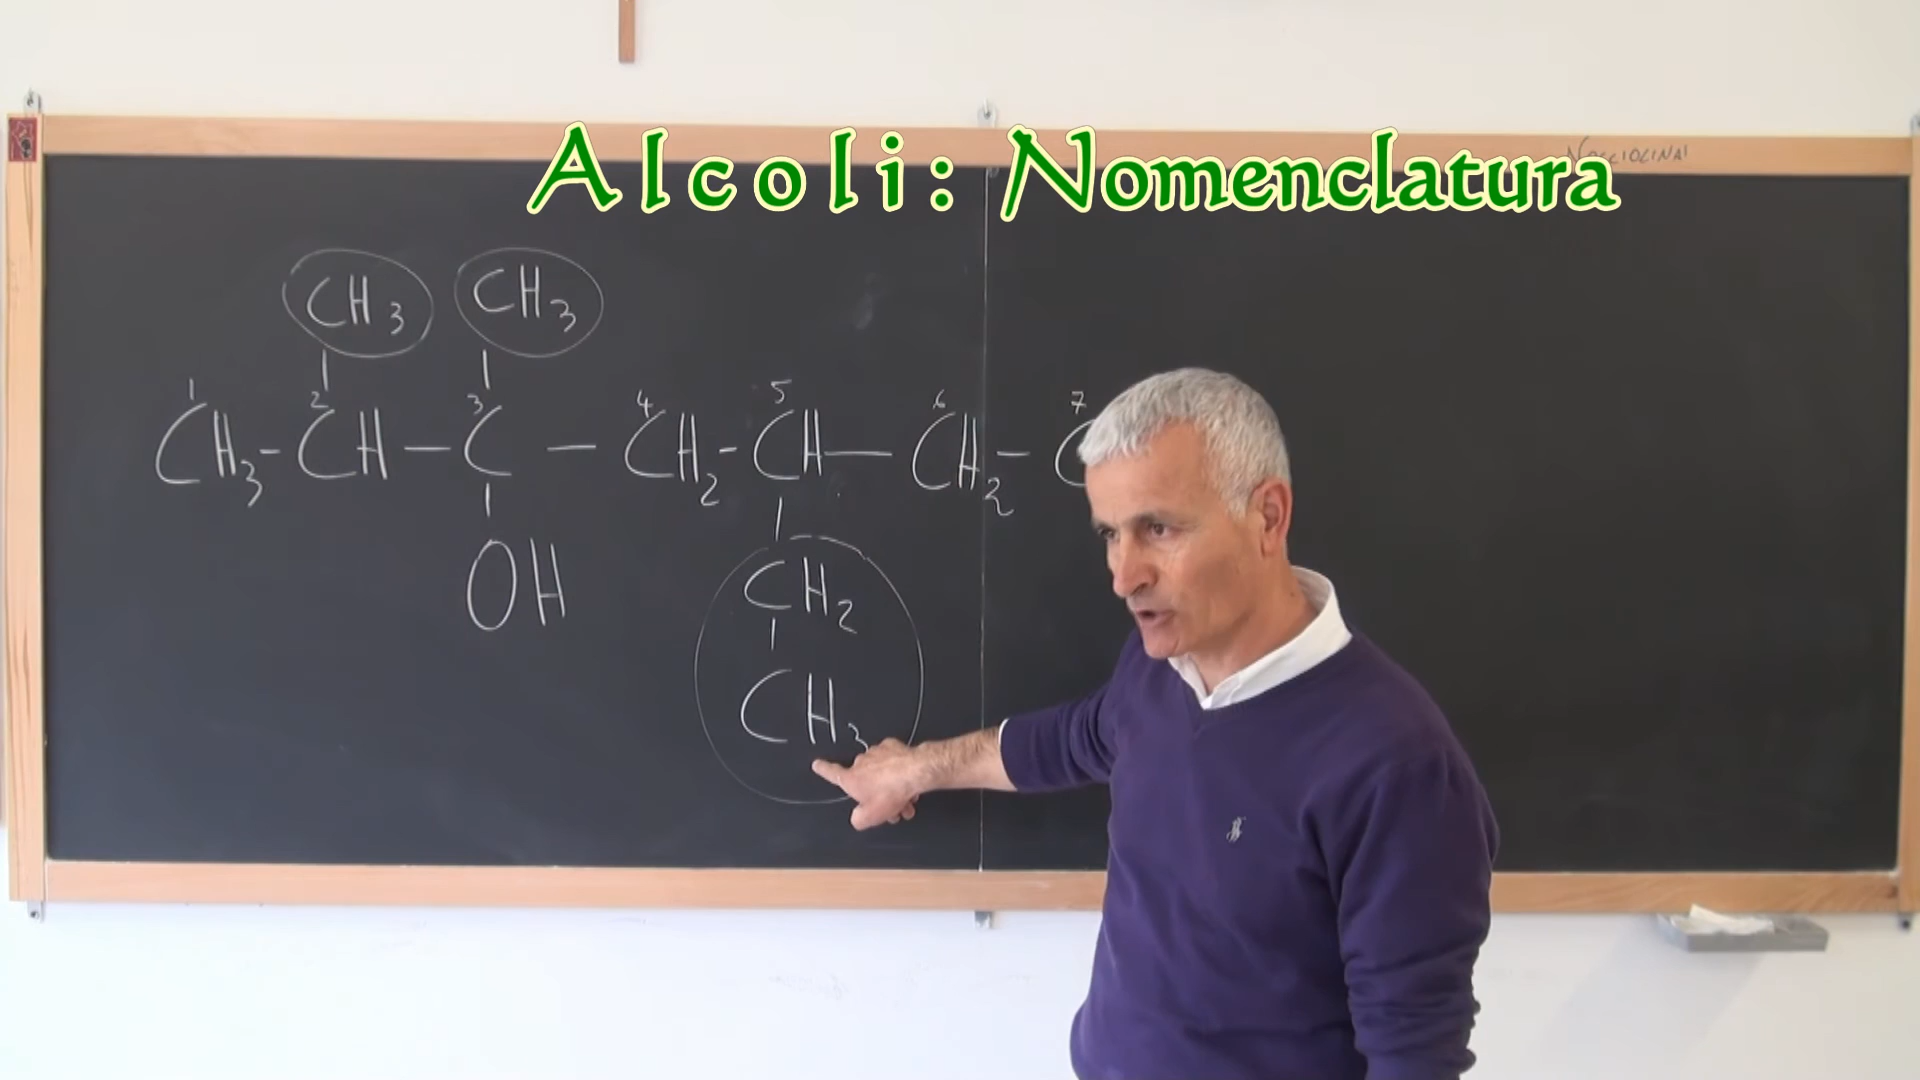 Alcoli: Nomenclatura
CH3 CH3
1 2 3 4 5 6 7
CH3-CH-C-CH2-CH-CH2-C
OH
CH2
CH3